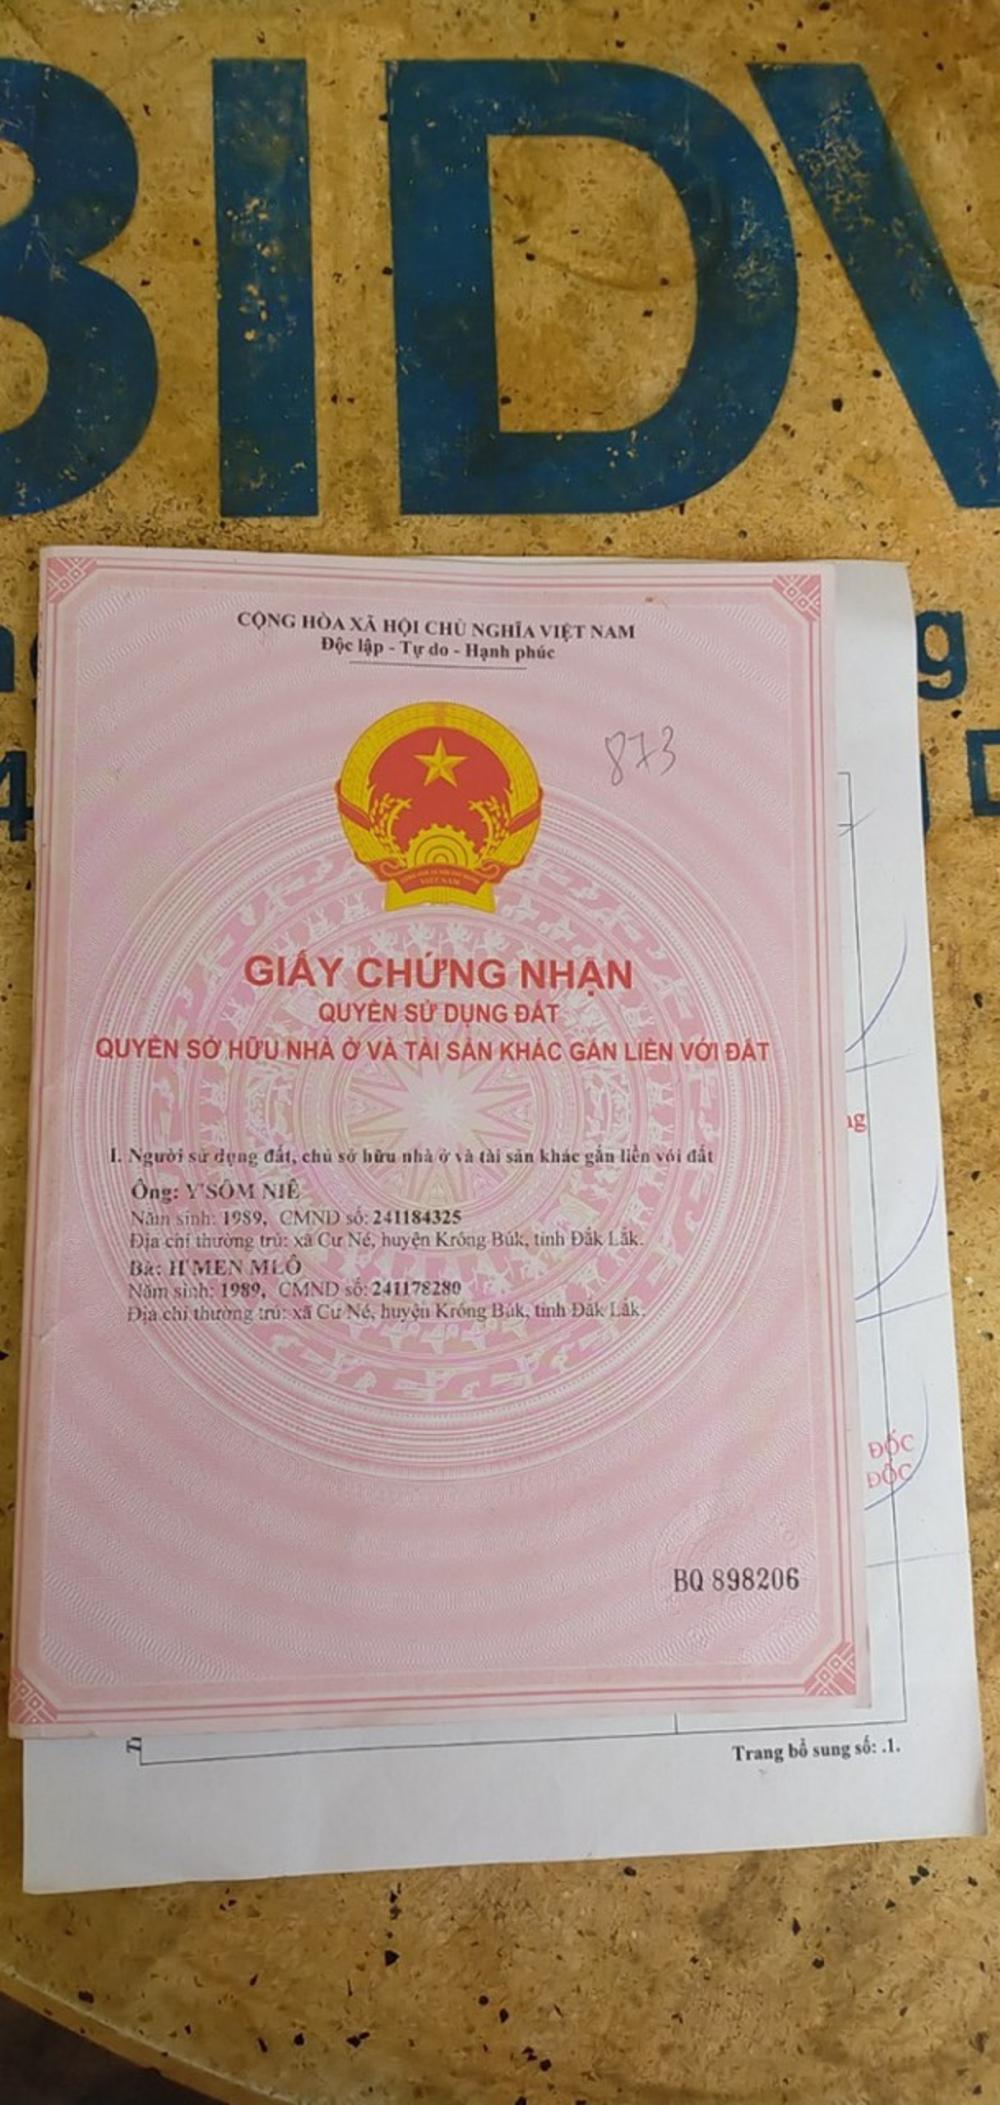 BIDV
g
4
CỘNG HÒA XÃ HỘI CHỦ NGHĨA VIỆT NAM
Độc lập - Tự do - Hạnh phúc
873
VIỆT NAM
GIẤY CHỨNG NHẬN
QUYỀN SỬ DỤNG ĐẤT
QUYỀN SỞ HỮU NHÀ Ở VÀ TÀI SẢN KHÁC GẮN LIỀN VỚI ĐẤT
I. Người sử dụng đất, chủ sở hữu nhà ở và tài sản khác gắn liền với đất
Ông: Y'SÔM NIÊ
Năm sinh: 1989, CMND số: 241184325
Địa chỉ thường trú: xã Cư Né, huyện Krông Búk, tỉnh Đắk Lắk.
Bà: H'MEN MLÔ
Năm sinh: 1989, CMND số: 241178280
Địa chỉ thường trú: xã Cư Né, huyện Krông Búk, tỉnh Đắk Lắk.
ng
ĐỐC
ĐỐC
BQ 898206
Trang bổ sung số: .1.